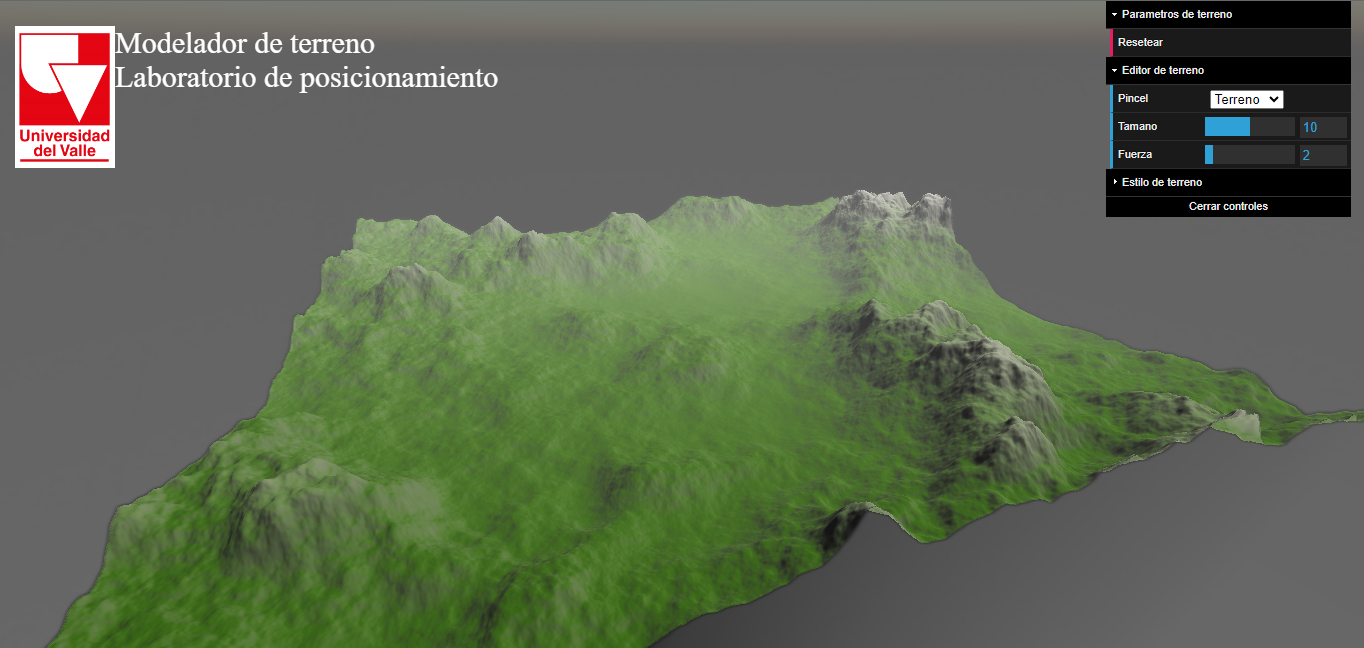 Modelador de terreno
Laboratorio de posicionamiento
Universidad
del Valle
Parametros de terreno
Resetear
Editor de terreno
Pincel Terreno
Tamano 10
Fuerza 2
Estilo de terreno
Cerrar controles